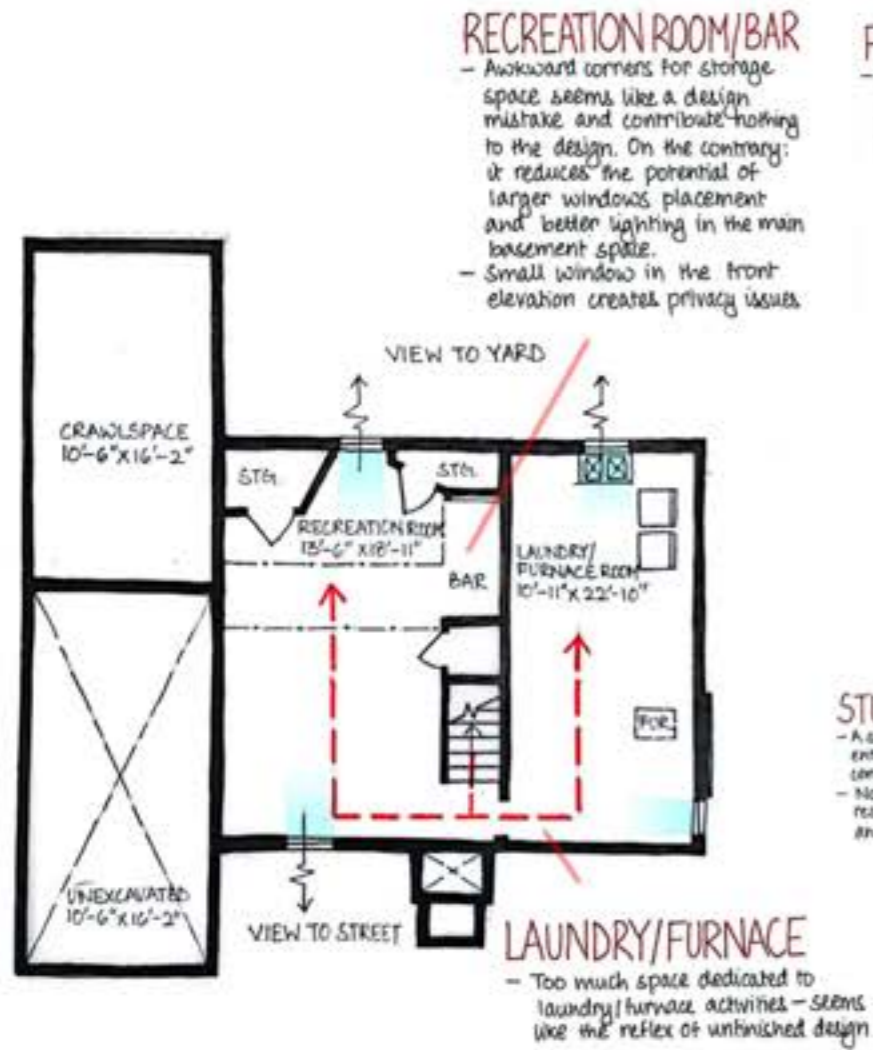 RECREATION ROOM/BAR
- Awkward corners for storage
space seems like a design
mistake and contribute nothing
to the design. On the contrary:
it reduces the potential of
larger windows placement
and better lighting in the main
basement space.
- Small window in the front
elevation creates privacy issues
VIEW TO YARD
CRAWLSPACE
10'-6"X16'-2"
STG.
STG.
RECREATION ROOM
13'-6"X18'-11"
BAR
LAUNDRY/
FURNACE ROOM
10'-11"X22'-10"
FUR.
UNEXCAVATED
10'-6"X16'-2"
VIEW TO STREET
LAUNDRY/FURNACE
- Too much space dedicated to
laundry/furnace activities - seems
like the reflex of unfinished design